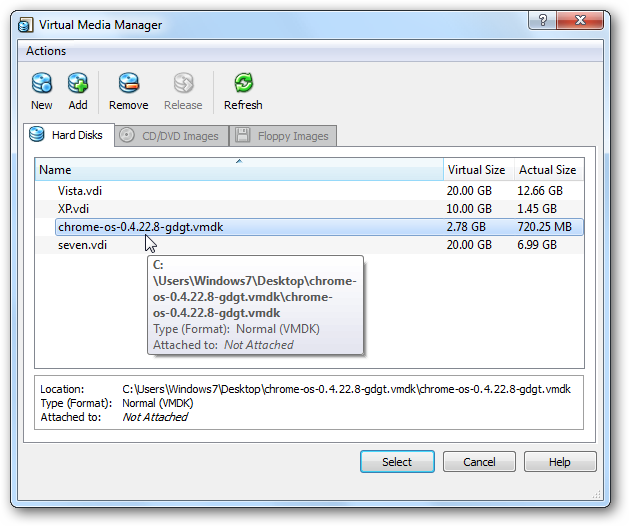 Virtual Media Manager
Actions
New Add Remove Release Refresh
Hard Disks CD/DVD Images Floppy Images
Name Virtual Size Actual Size
Vista.vdi 20.00 GB 12.66 GB
XP.vdi 10.00 GB 1.45 GB
chrome-os-0.4.22.8-gdgt.vmdk 2.78 GB 720.25 MB
seven.vdi 20.00 GB 6.99 GB
C:
\Users\Windows7\Desktop\chrome-
os-0.4.22.8-gdgt.vmdk\chrome-
os-0.4.22.8-gdgt.vmdk
Type (Format): Normal (VMDK)
Attached to: Not Attached
Location: C:\Users\Windows7\Desktop\chrome-os-0.4.22.8-gdgt.vmdk\chrome-os-0.4.22.8-gdgt.vmdk
Type (Format): Normal (VMDK)
Attached to: Not Attached
Select Cancel Help